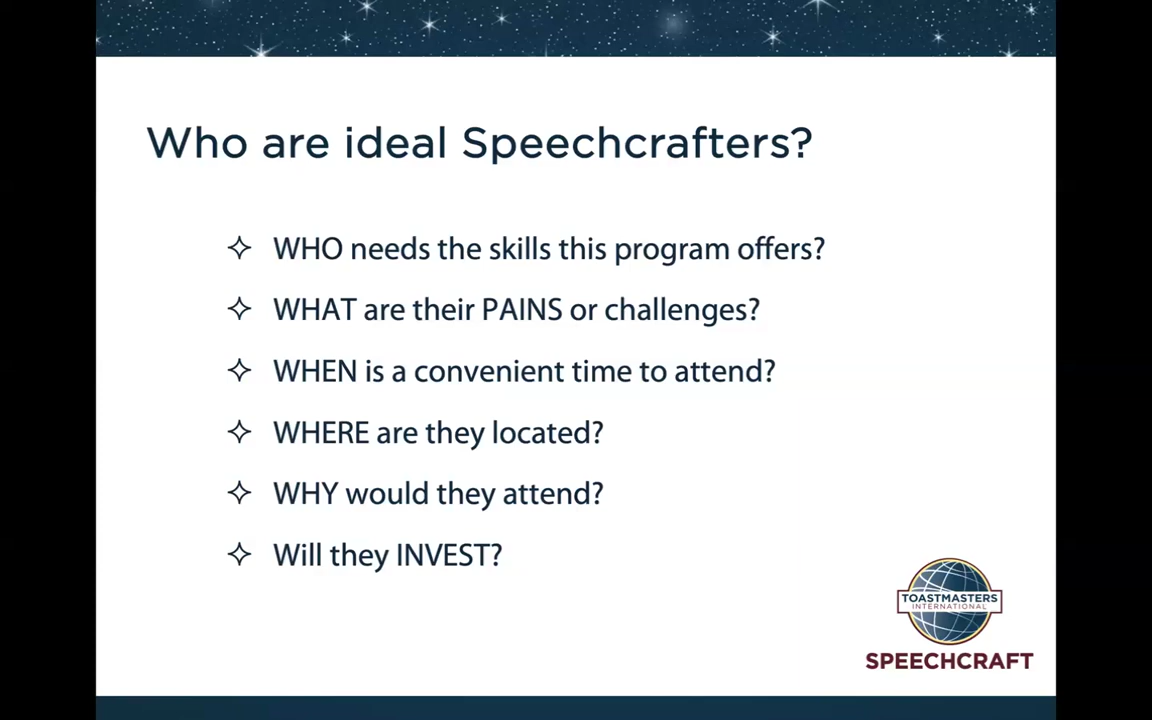 Who are ideal Speechcrafters?
WHO needs the skills this program offers?
WHAT are their PAINS or challenges?
WHEN is a convenient time to attend?
WHERE are they located?
WHY would they attend?
Will they INVEST?
TOASTMASTERS
INTERNATIONAL
SPEECHCRAFT